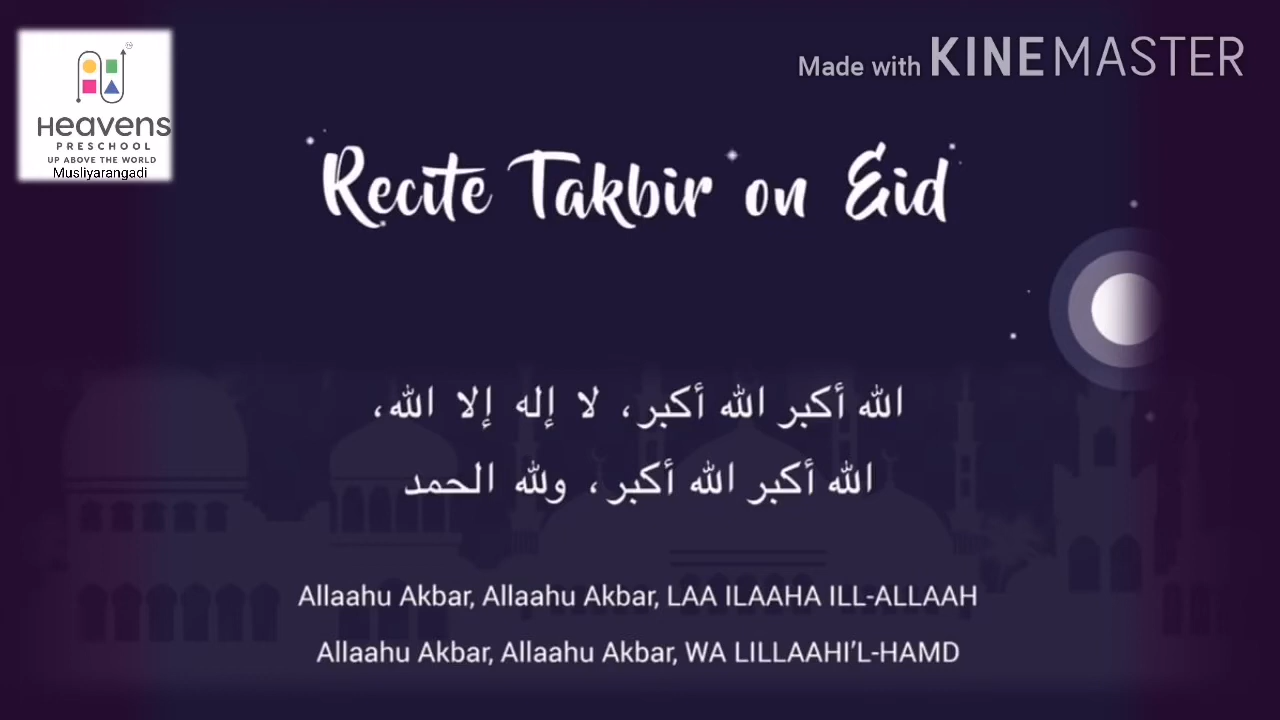 Heavens
PRESCHOOL
UP ABOVE THE WORLD
Musliyarangadi
Made with KINEMASTER
Recite Takbir on Eid
الله أكبر الله أكبر، لا إله إلا الله،
الله أكبر الله أكبر، ولله الحمد
Allaahu Akbar, Allaahu Akbar, LAA ILAAHA ILL-ALLAAH
Allaahu Akbar, Allaahu Akbar, WA LILLAAHI’L-HAMD